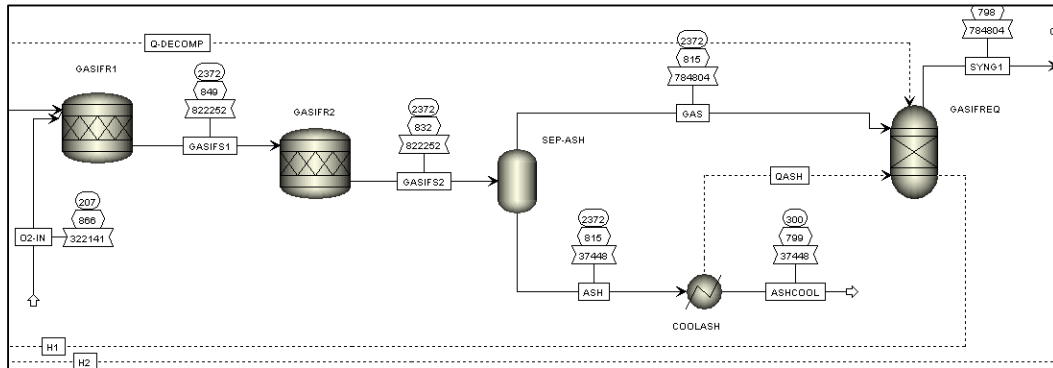 798
784804
SYNG1
Q-DECOMP
2372
815
784804
GAS
GASIFR1
2372
849
822252
GASIFS1
GASIFR2
2372
832
822252
GASIFS2
SEP-ASH
GASIFREQ
QASH
207
866
322141
O2-IN
2372
815
37448
ASH
300
799
37448
ASHCOOL
COOLASH
H1
H2